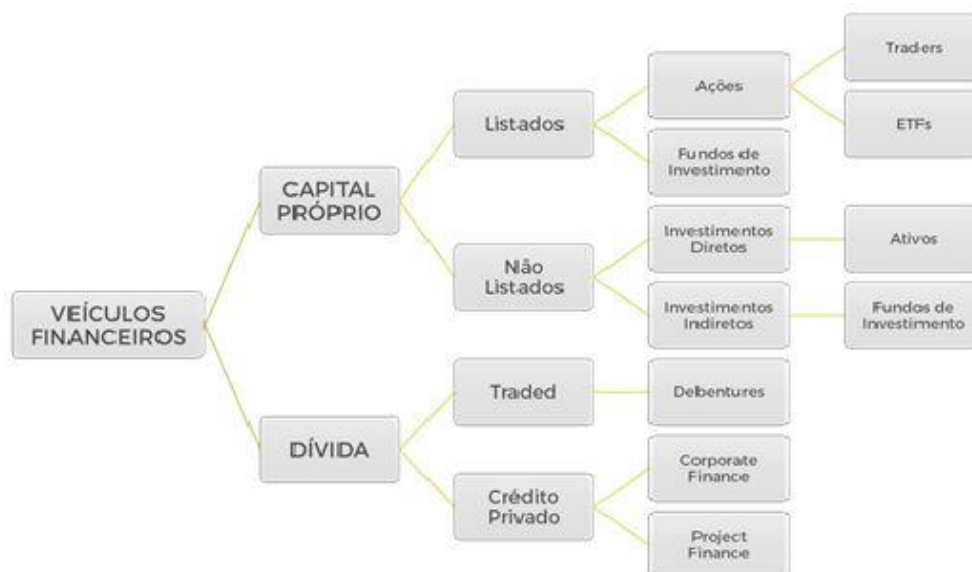 VEÍCULOS
FINANCEIROS
CAPITAL
PRÓPRIO
DÍVIDA
Listados
Não
Listados
Traded
Crédito
Privado
Ações
Fundos de
Investimento
Investimentos
Diretos
Investimentos
Indiretos
Debentures
Corporate
Finance
Project
Finance
Traders
ETFs
Ativos
Fundos de
Investimento